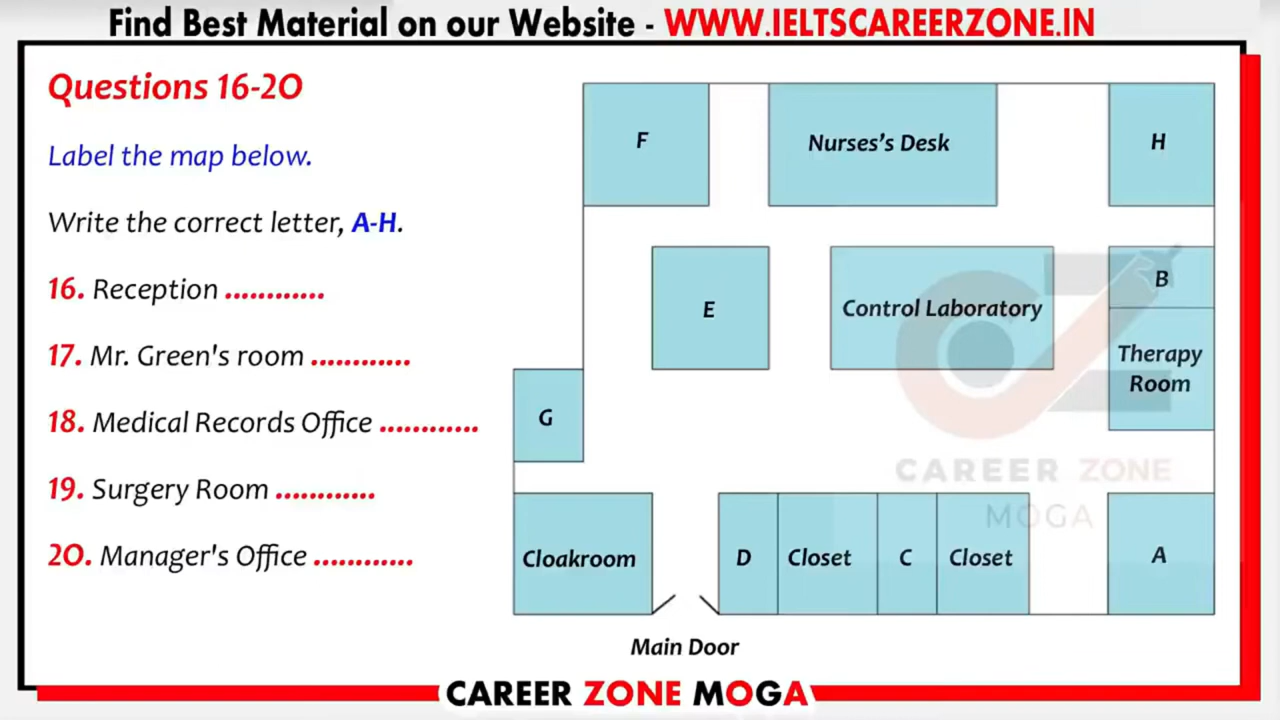 Find Best Material on our Website - WWW.IELTSCAREERZONE.IN
Questions 16-20
Label the map below.
Write the correct letter, A-H.
16. Reception ............
17. Mr. Green's room ............
18. Medical Records Office ............
19. Surgery Room ............
20. Manager's Office ............
F
Nurses's Desk
H
E
Control Laboratory
B
Therapy
Room
G
CAREER ZONE
MOGA
Cloakroom
D
Closet
C
Closet
A
Main Door
CAREER ZONE MOGA